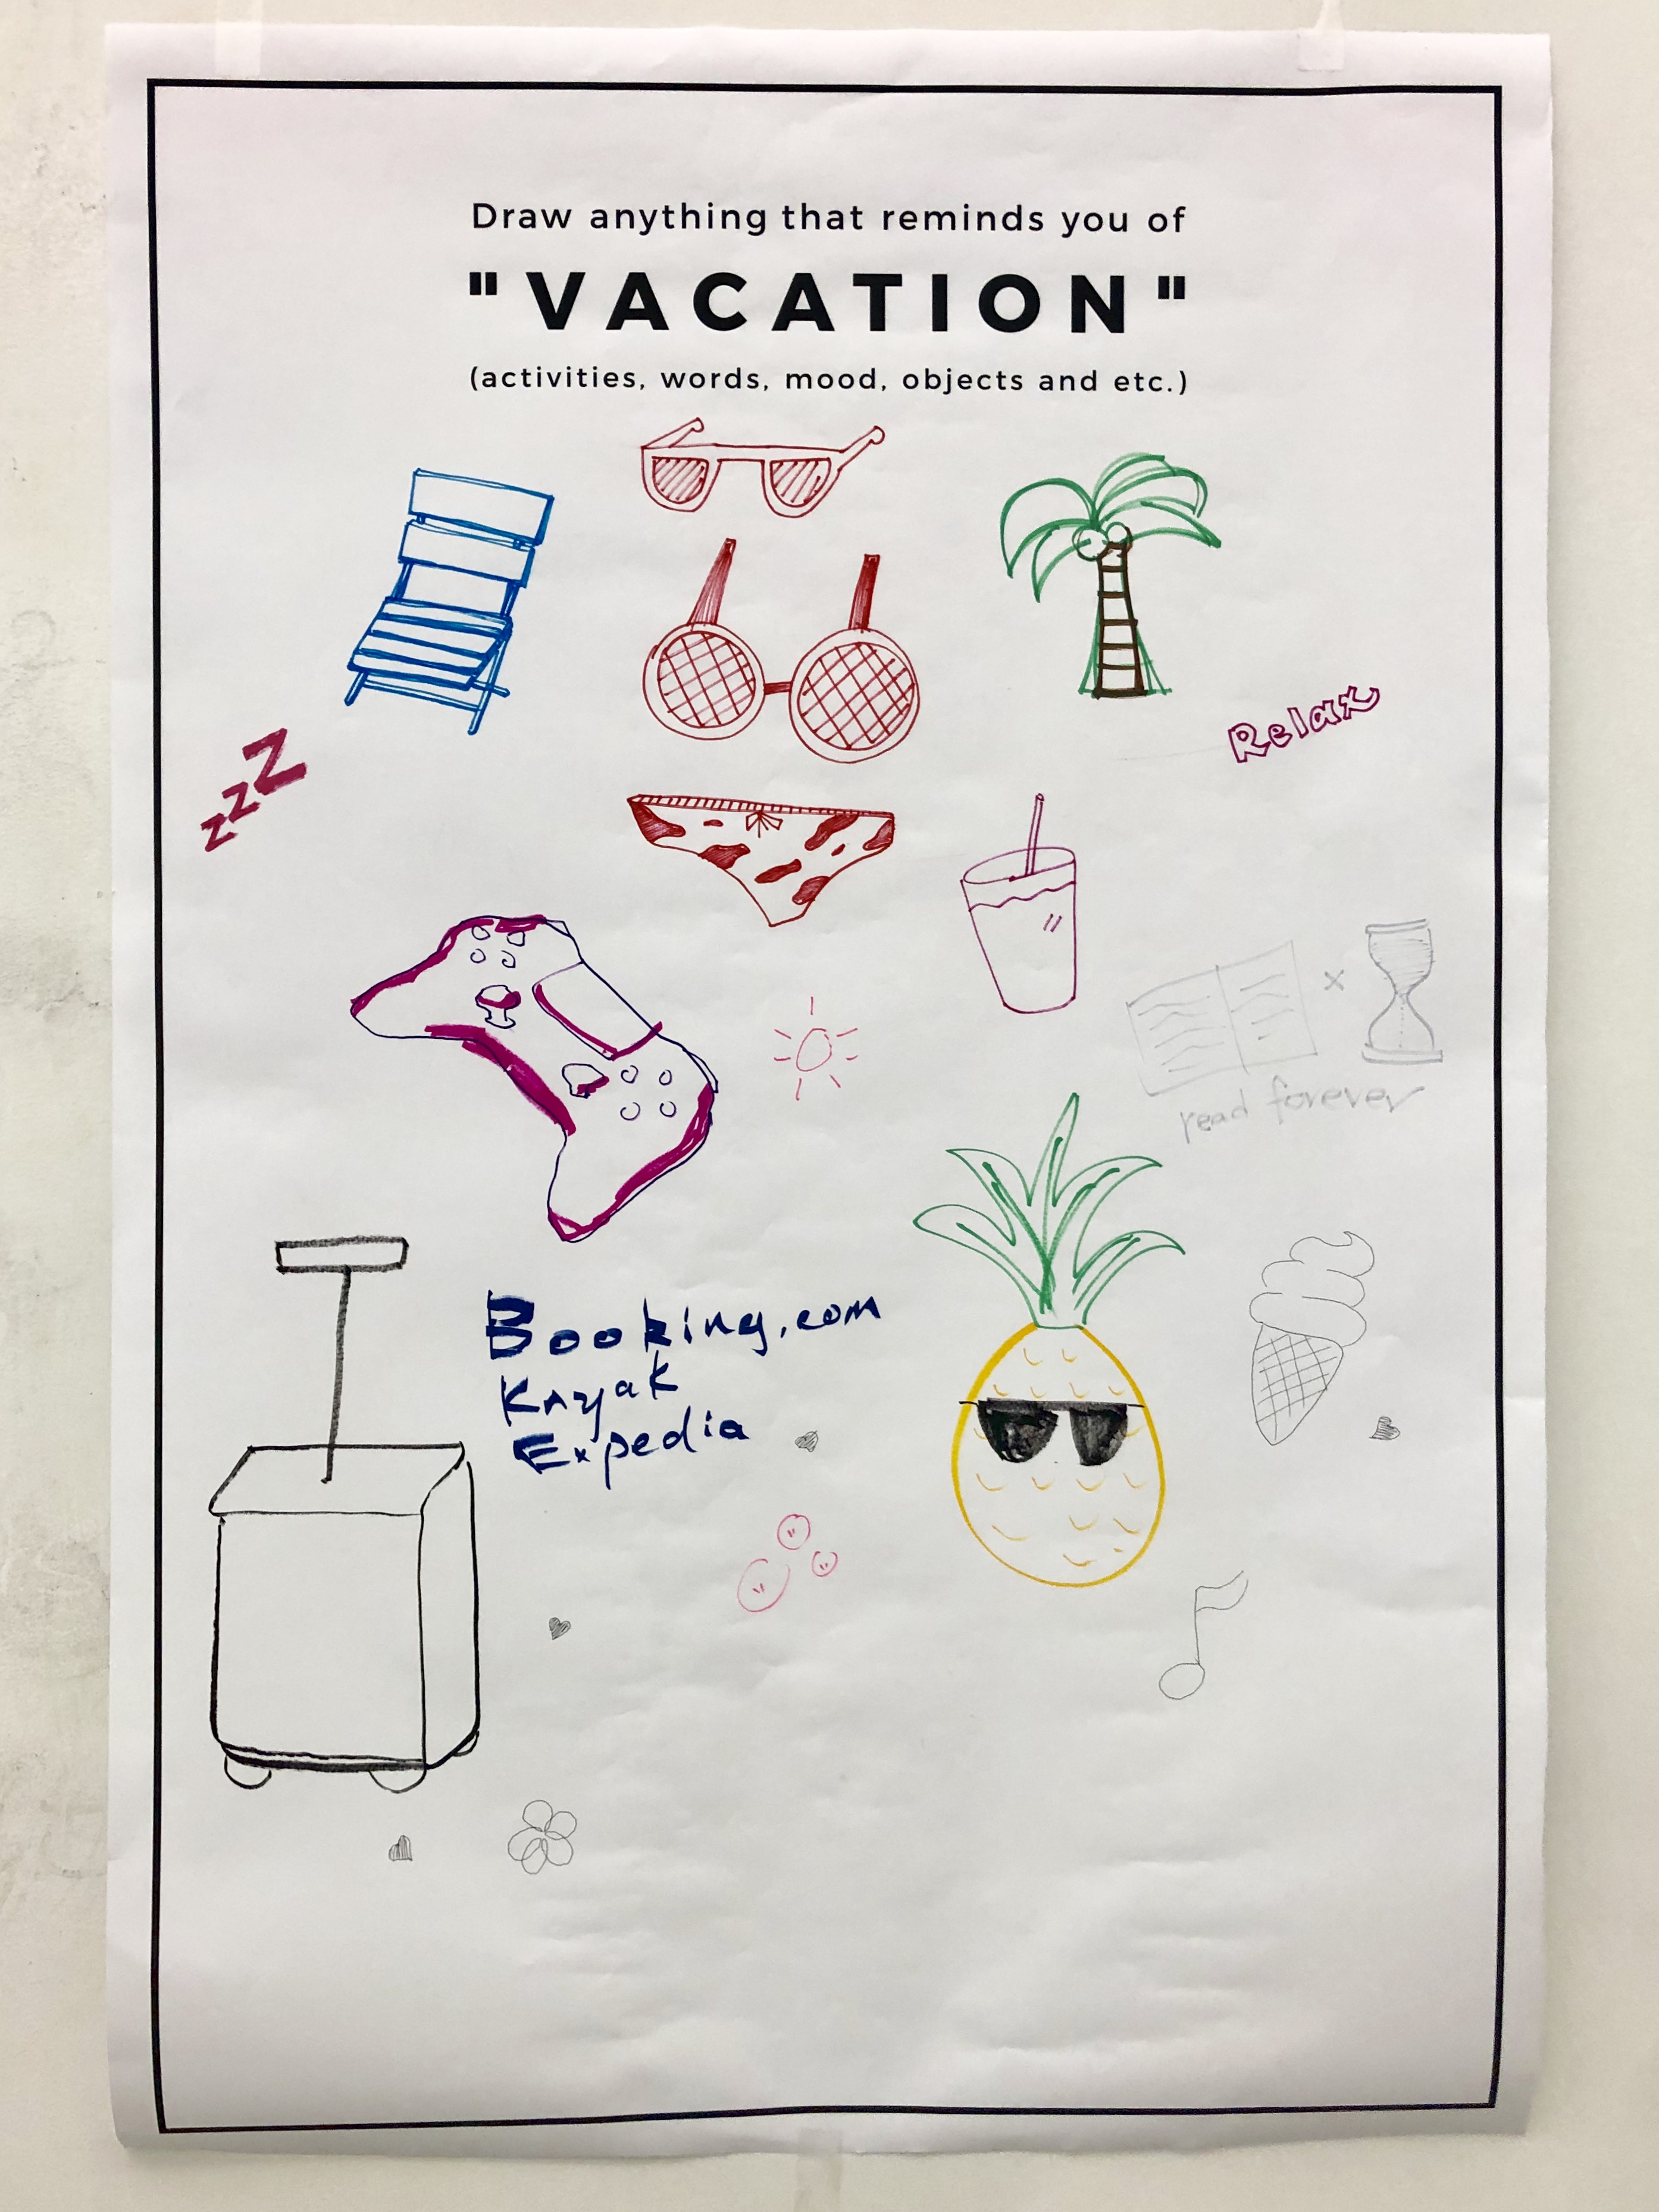 Draw anything that reminds you of
"VACATION"
(activities, words, mood, objects and etc.)
Relax
zzZ
x
read forever
Booking.com
Kayak
Expedia